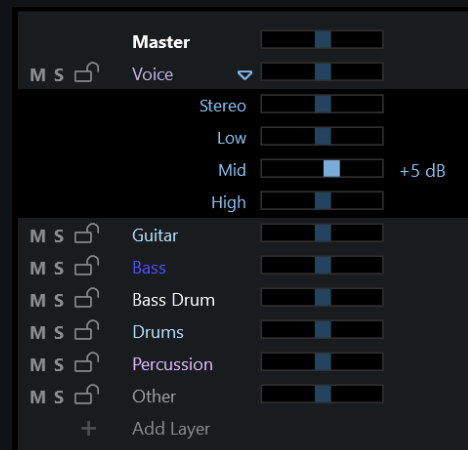 Master
M S Voice
Stereo
Low
Mid +5 dB
High
M S Guitar
M S Bass
M S Bass Drum
M S Drums
M S Percussion
M S Other
+ Add Layer